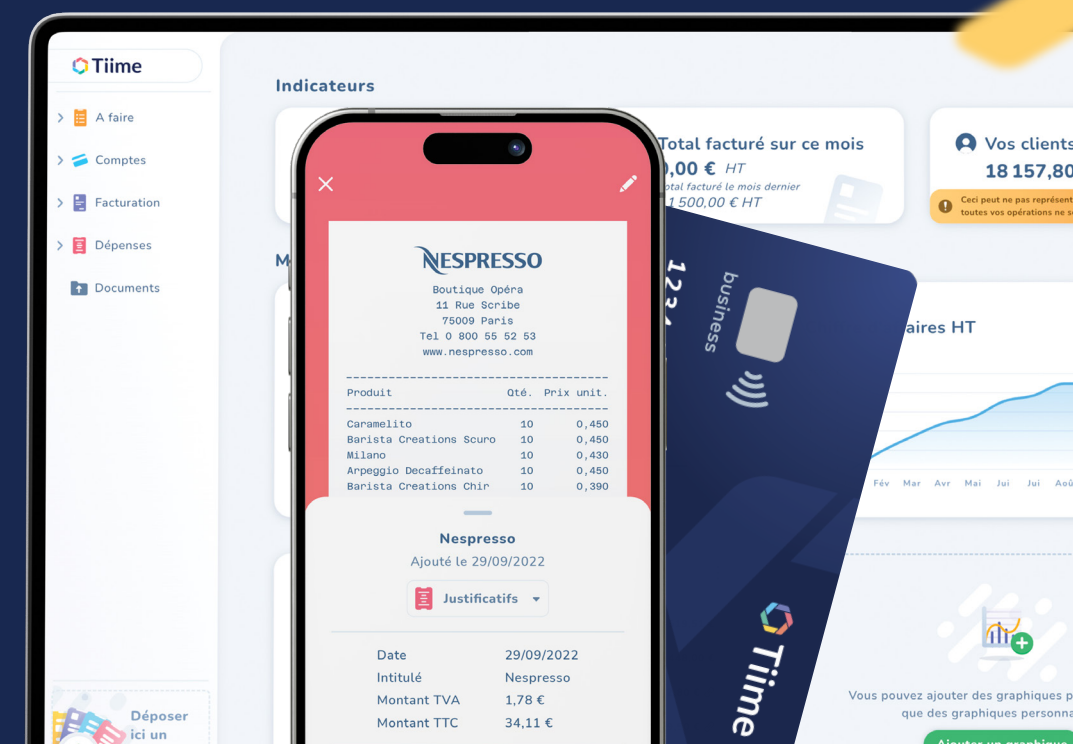 Tiime
A faire
Comptes
Facturation
Dépenses
Documents
Déposer
ici un
Indicateurs
Total facturé sur ce mois
,00 € HT
total facturé le mois dernier
1 500,00 € HT
Vos clients
18 157,80
Ceci peut ne pas représent
toutes vos opérations ne s
M
aires HT
Fév Mar Avr Mai Jui Jui Aoû
Vous pouvez ajouter des graphiques p
que des graphiques personna
Ajouter un graphique
NESPRESSO
Boutique Opéra
11 Rue Scribe
75009 Paris
Tel 0 800 55 52 53
www.nespresso.com
Produit Qté. Prix unit.
Caramelito 10 0,450
Barista Creations Scuro 10 0,450
Milano 10 0,430
Arpeggio Decaffeinato 10 0,450
Barista Creations Chir 10 0,390
Nespresso
Ajouté le 29/09/2022
Justificatifs
Date 29/09/2022
Intitulé Nespresso
Montant TVA 1,78 €
Montant TTC 34,11 €
1234
business
Tiime